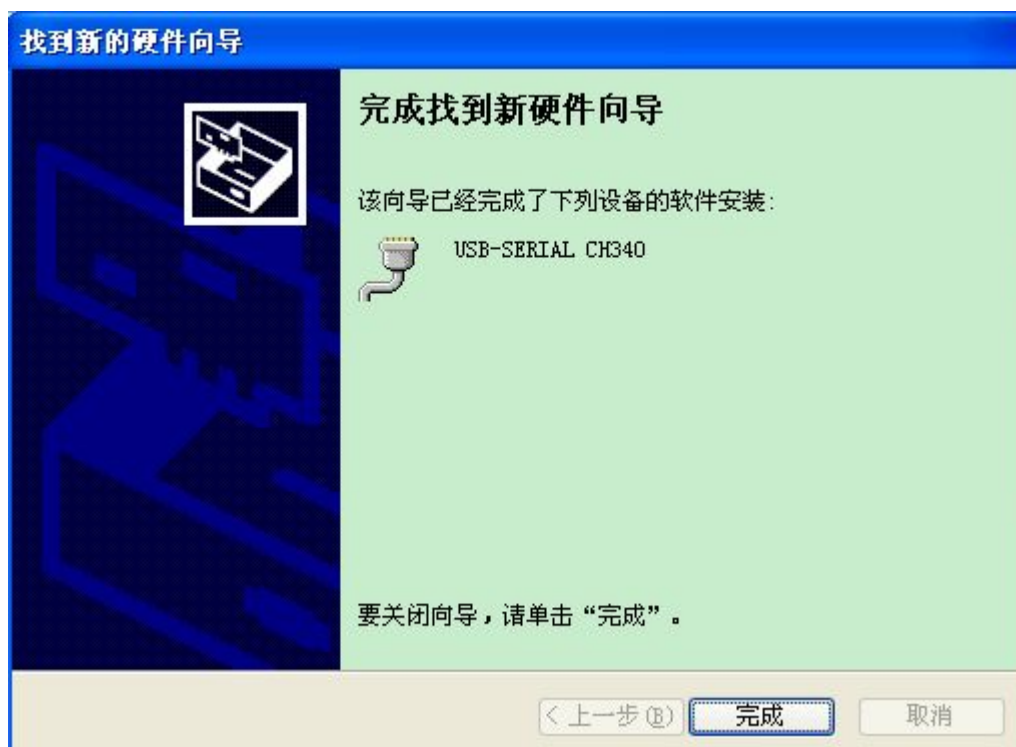 找到新的硬件向导
完成找到新硬件向导
该向导已经完成了下列设备的软件安装:
USB-SERIAL CH340
要关闭向导，请单击“完成”。
< 上一步(B)
完成
取消